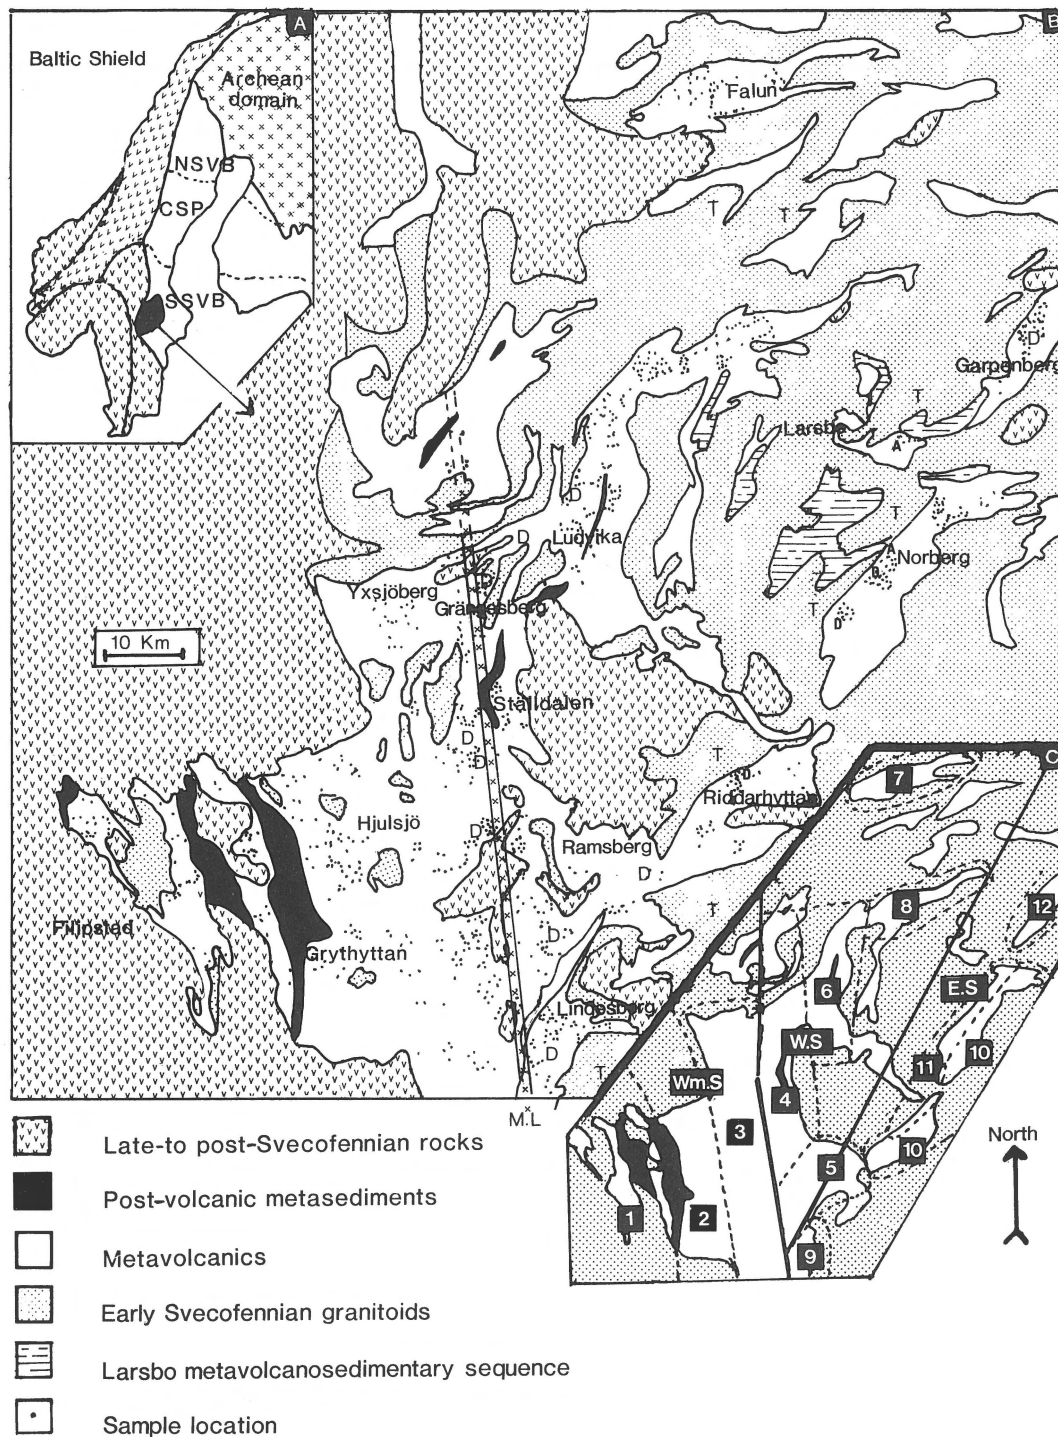 A
B
Baltic Shield
Archean
domain
Falun
NSVB
CSP
T
T
SSVB
D
Garpenberg
T
Larsbo
A
D
Ludvika
D
T
A
Norberg
D
D
Yxsjöberg
Grängesberg
T
D
10 Km
Ställdalen
D
D
T
D
Riddarhyttan
C
7
Hjulsjö
D
Ramsberg
D
T
8
12
Filipstad
Grythyttan
D
Lindesberg
6
E.S
D
W.S
T
Wm.S
11
10
4
3
M.L
North
10
5
1
2
9
Late-to post-Svecofennian rocks
Post-volcanic metasediments
Metavolcanics
Early Svecofennian granitoids
Larsbo metavolcanosedimentary sequence
Sample location